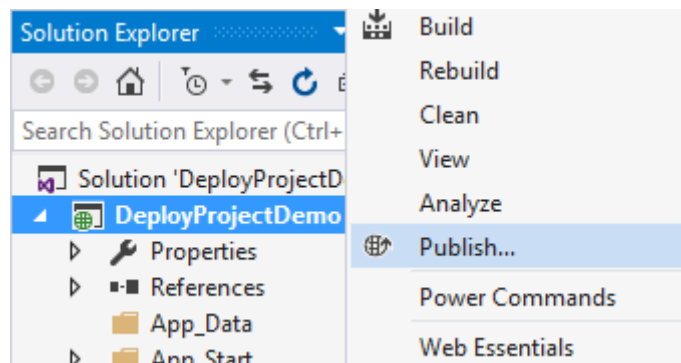 Solution Explorer
Search Solution Explorer (Ctrl+
Solution 'DeployProjectD
DeployProjectDemo
Properties
References
App_Data
App_Start
Build
Rebuild
Clean
View
Analyze
Publish...
Power Commands
Web Essentials